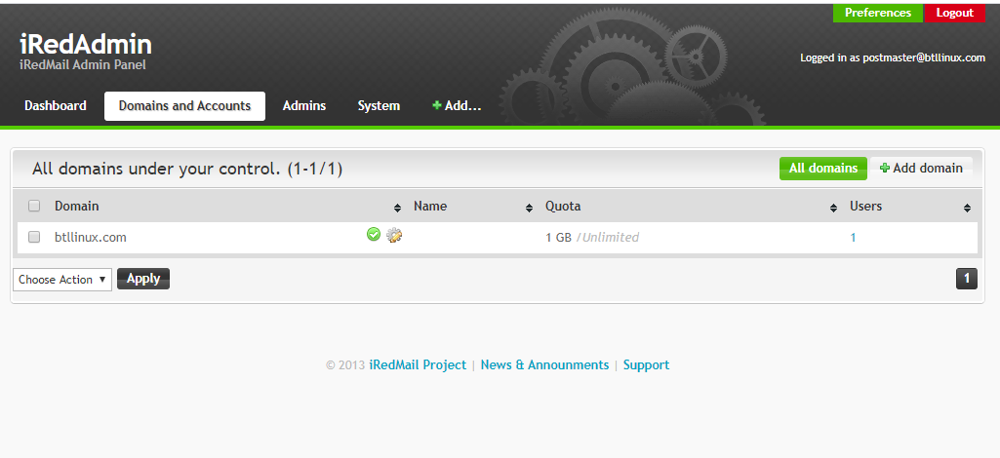 Preferences Logout
iRedAdmin
iRedMail Admin Panel
Logged in as postmaster@btllinux.com
Dashboard Domains and Accounts Admins System Add...
All domains under your control. (1-1/1) All domains Add domain
Domain Name Quota Users
btllinux.com 1 GB /Unlimited 1
Choose Action Apply 1
© 2013 iRedMail Project | News & Announments | Support